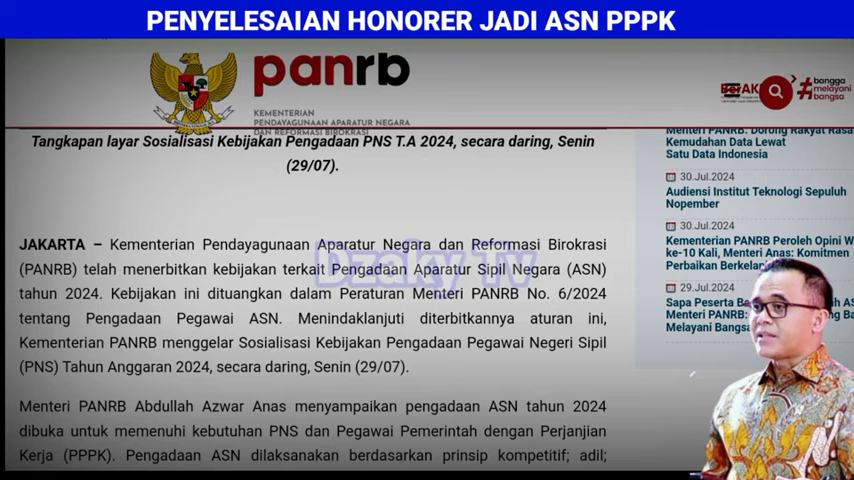 PENYELESAIAN HONORER JADI ASN PPPK
panrb
KEMENTERIAN
PENDAYAGUNAAN APARATUR NEGARA
DAN REFORMASI BIROKRASI
#bangga
melayani
bangsa
Tangkapan layar Sosialisasi Kebijakan Pengadaan PNS T.A 2024, secara daring, Senin
(29/07).
JAKARTA – Kementerian Pendayagunaan Aparatur Negara dan Reformasi Birokrasi
(PANRB) telah menerbitkan kebijakan terkait Pengadaan Aparatur Sipil Negara (ASN)
tahun 2024. Kebijakan ini dituangkan dalam Peraturan Menteri PANRB No. 6/2024
tentang Pengadaan Pegawai ASN. Menindaklanjuti diterbitkannya aturan ini,
Kementerian PANRB menggelar Sosialisasi Kebijakan Pengadaan Pegawai Negeri Sipil
(PNS) Tahun Anggaran 2024, secara daring, Senin (29/07).
Menteri PANRB Abdullah Azwar Anas menyampaikan pengadaan ASN tahun 2024
dibuka untuk memenuhi kebutuhan PNS dan Pegawai Pemerintah dengan Perjanjian
Kerja (PPPK). Pengadaan ASN dilaksanakan berdasarkan prinsip kompetitif; adil;
Dzaky Tv
Menteri PANRB: Dorong Rakyat Rasa
Kemudahan Data Lewat
Satu Data Indonesia
30.Jul.2024
Audiensi Institut Teknologi Sepuluh
Nopember
30.Jul.2024
Kementerian PANRB Peroleh Opini W
ke-10 Kali, Menteri Anas: Komitmen
Perbaikan Berkelan
29.Jul.2024
Sapa Peserta Be
Menteri PANRB:
Melayani Bangsa